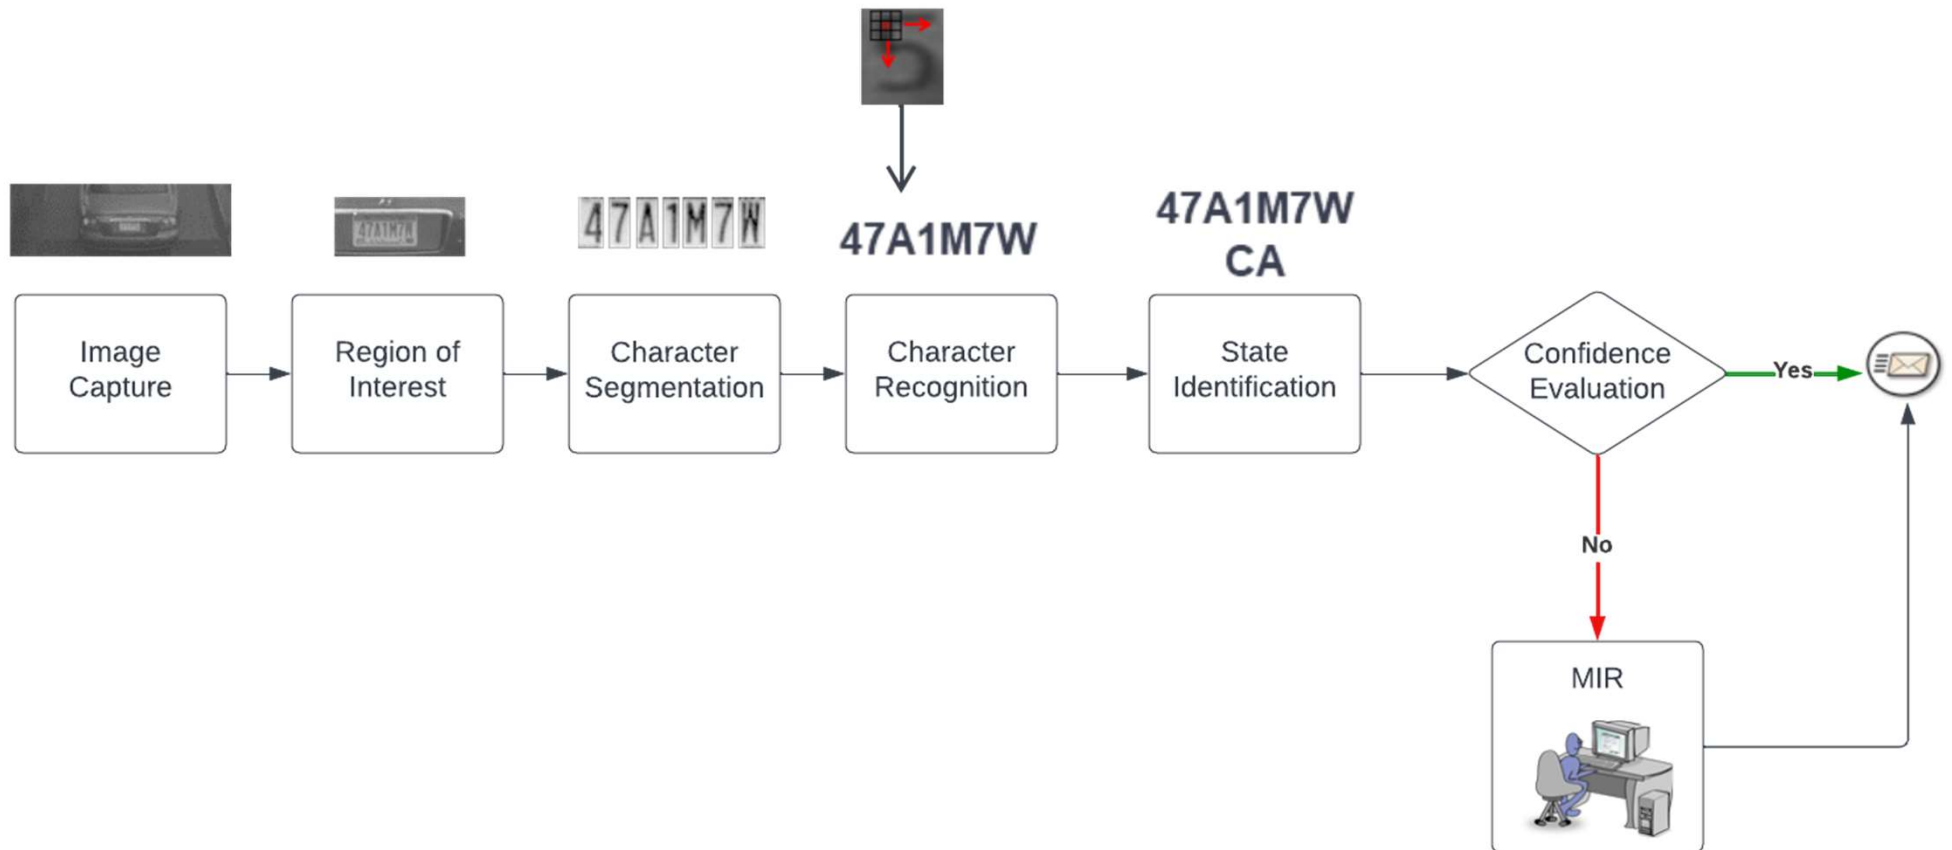 47A1M7W
47A1M7W
47A1M7W
47A1M7W
CA
Image
Capture
Region of
Interest
Character
Segmentation
Character
Recognition
State
Identification
Confidence
Evaluation
Yes
No
MIR